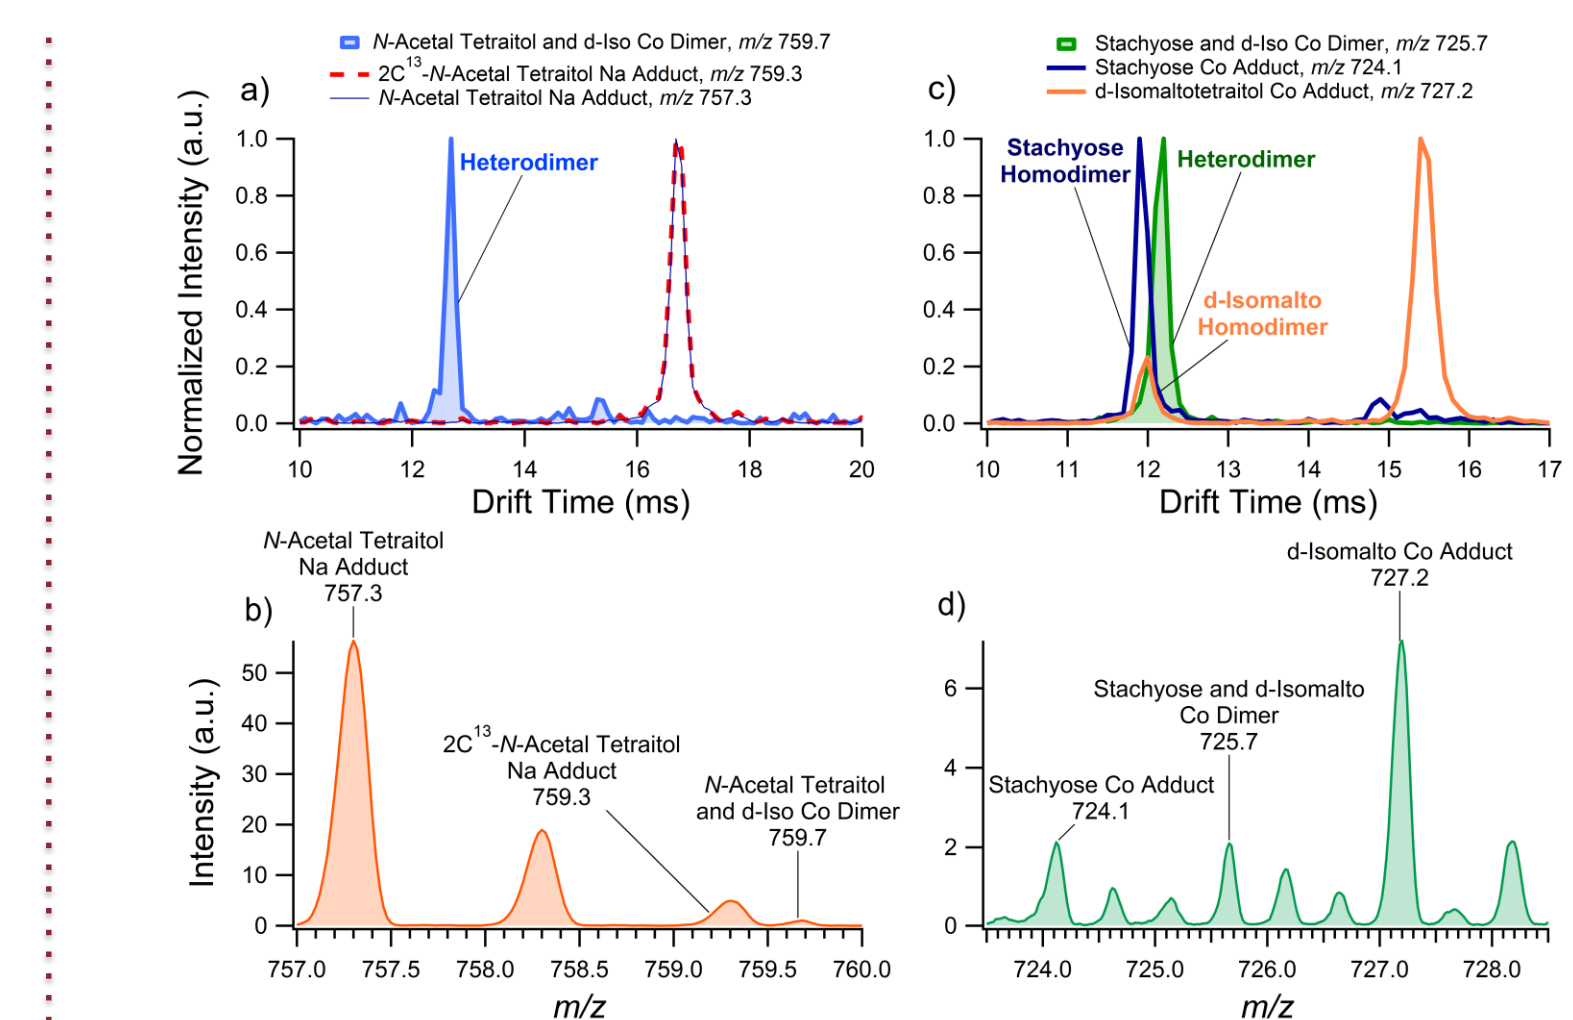 N-Acetal Tetraitol and d-Iso Co Dimer, m/z 759.7
2C13-N-Acetal Tetraitol Na Adduct, m/z 759.3
N-Acetal Tetraitol Na Adduct, m/z 757.3
a)
Normalized Intensity (a.u.)
1.0
0.8
0.6
0.4
0.2
0.0
Heterodimer
10 12 14 16 18 20
Drift Time (ms)
Stachyose and d-Iso Co Dimer, m/z 725.7
Stachyose Co Adduct, m/z 724.1
d-Isomaltotetraitol Co Adduct, m/z 727.2
c)
1.0
0.8
0.6
0.4
0.2
0.0
Stachyose
Homodimer
Heterodimer
d-Isomalto
Homodimer
10 11 12 13 14 15 16 17
Drift Time (ms)
N-Acetal Tetraitol
Na Adduct
757.3
b)
Intensity (a.u.)
50
40
30
20
10
0
2C13-N-Acetal Tetraitol
Na Adduct
759.3
N-Acetal Tetraitol
and d-Iso Co Dimer
759.7
757.0 757.5 758.0 758.5 759.0 759.5 760.0
m/z
d-Isomalto Co Adduct
727.2
d)
6
4
2
0
Stachyose and d-Isomalto
Co Dimer
725.7
Stachyose Co Adduct
724.1
724.0 725.0 726.0 727.0 728.0
m/z